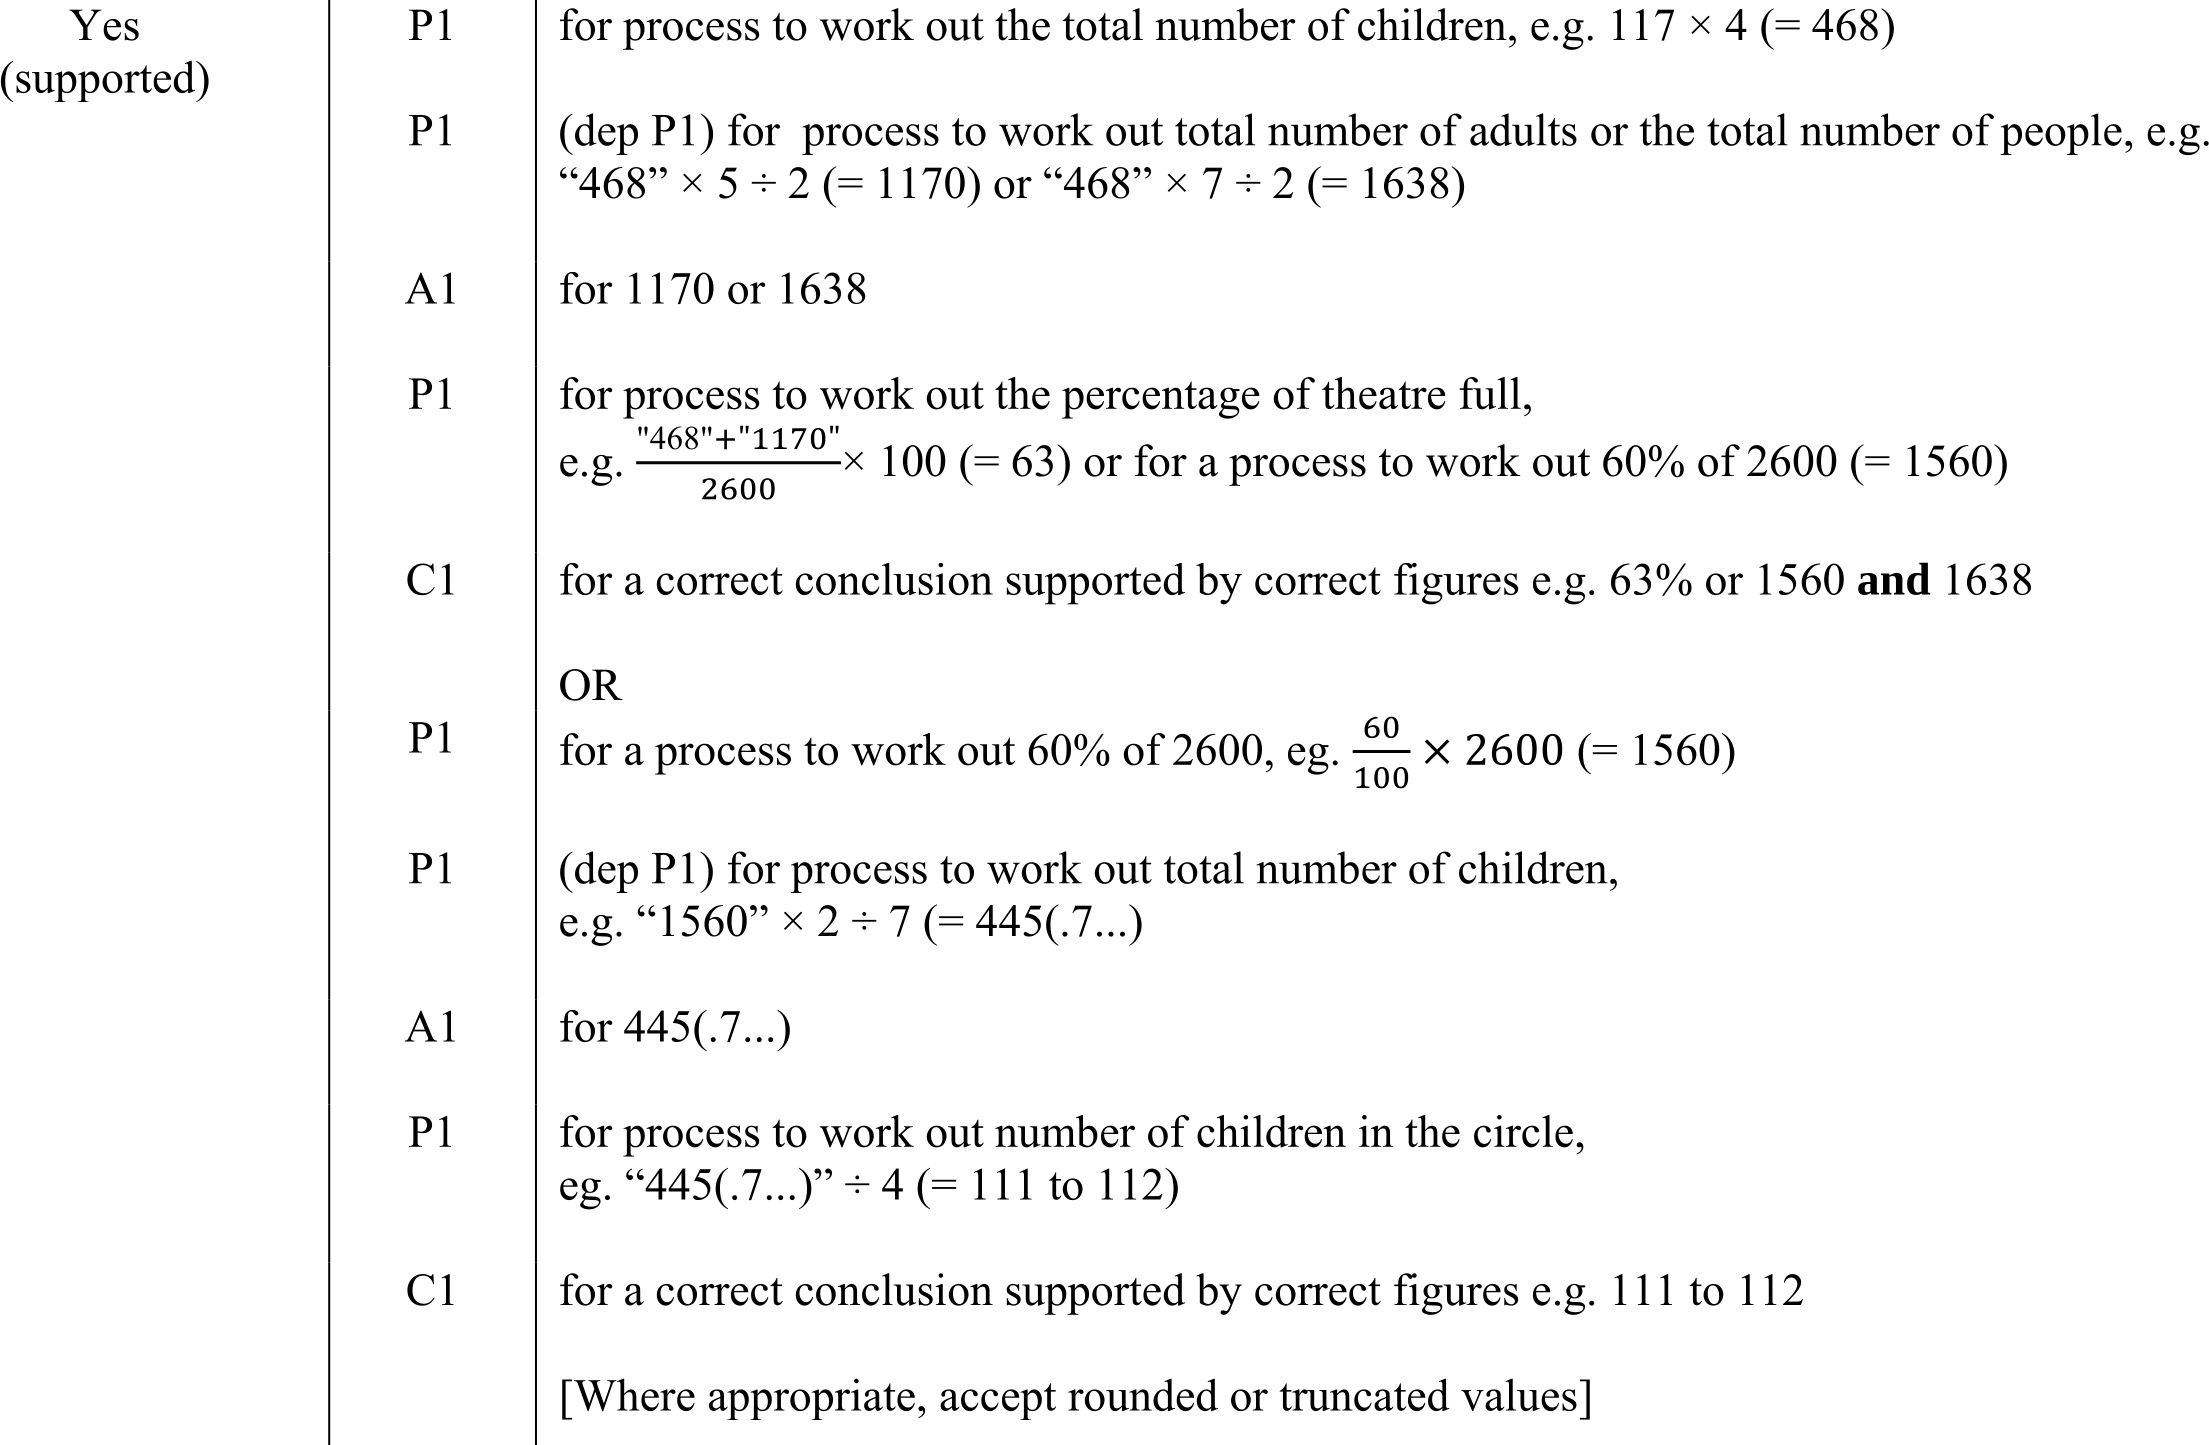 Yes P1 for process to work out the total number of children, e.g. 117 × 4 (= 468)
(supported)
P1 (dep P1) for process to work out total number of adults or the total number of people, e.g.
“468” × 5 ÷ 2 (= 1170) or “468” × 7 ÷ 2 (= 1638)
A1 for 1170 or 1638
P1 for process to work out the percentage of theatre full,
e.g. "468"+"1170"/2600 × 100 (= 63) or for a process to work out 60% of 2600 (= 1560)
C1 for a correct conclusion supported by correct figures e.g. 63% or 1560 and 1638
OR
P1 for a process to work out 60% of 2600, eg. 60/100 × 2600 (= 1560)
P1 (dep P1) for process to work out total number of children,
e.g. “1560” × 2 ÷ 7 (= 445(.7...)
A1 for 445(.7...)
P1 for process to work out number of children in the circle,
eg. “445(.7...)” ÷ 4 (= 111 to 112)
C1 for a correct conclusion supported by correct figures e.g. 111 to 112
[Where appropriate, accept rounded or truncated values]